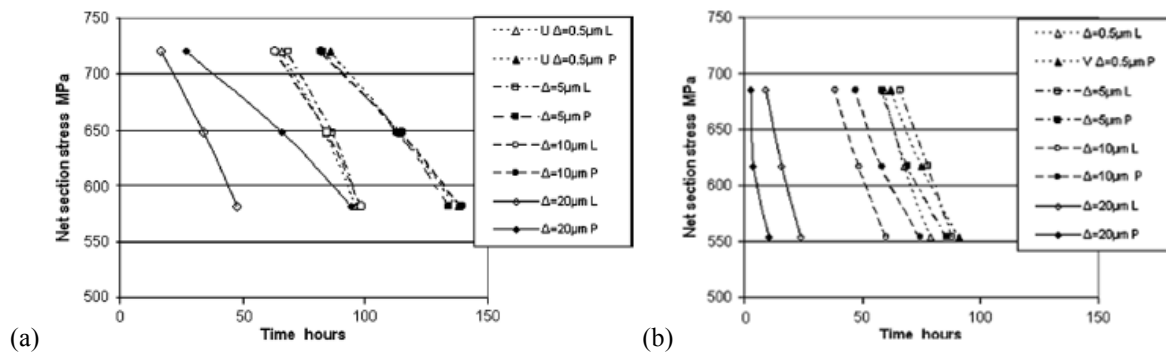 (a)
Net section stress MPa
750
700
650
600
550
500
0
50
100
150
Time hours
U Δ=0.5µm L
U Δ=0.5µm P
Δ=5µm L
Δ=5µm P
Δ=10µm L
Δ=10µm P
Δ=20µm L
Δ=20µm P
(b)
Net section stress MPa
750
700
650
600
550
500
0
50
100
150
Time hours
Δ=0.5µm L
V Δ=0.5µm P
Δ=5µm L
Δ=5µm P
Δ=10µm L
Δ=10µm P
Δ=20µm L
Δ=20µm P